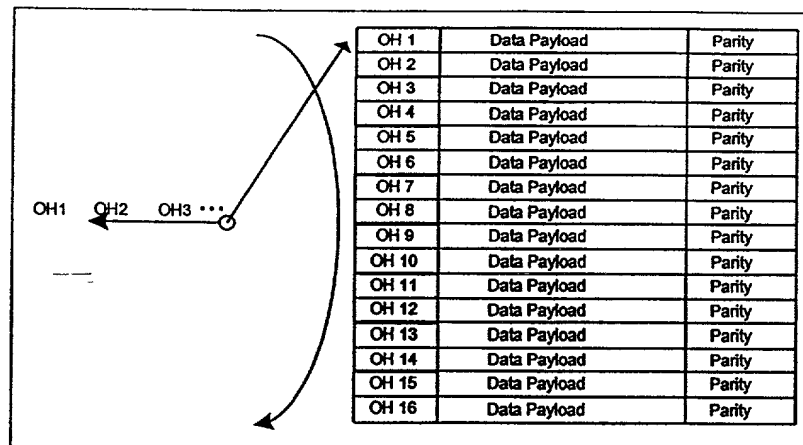 OH 1 Data Payload Parity
OH 2 Data Payload Parity
OH 3 Data Payload Parity
OH 4 Data Payload Parity
OH 5 Data Payload Parity
OH 6 Data Payload Parity
OH 7 Data Payload Parity
OH1 OH2 OH3 ••• OH 8 Data Payload Parity
OH 9 Data Payload Parity
OH 10 Data Payload Parity
OH 11 Data Payload Parity
OH 12 Data Payload Parity
OH 13 Data Payload Parity
OH 14 Data Payload Parity
OH 15 Data Payload Parity
OH 16 Data Payload Parity